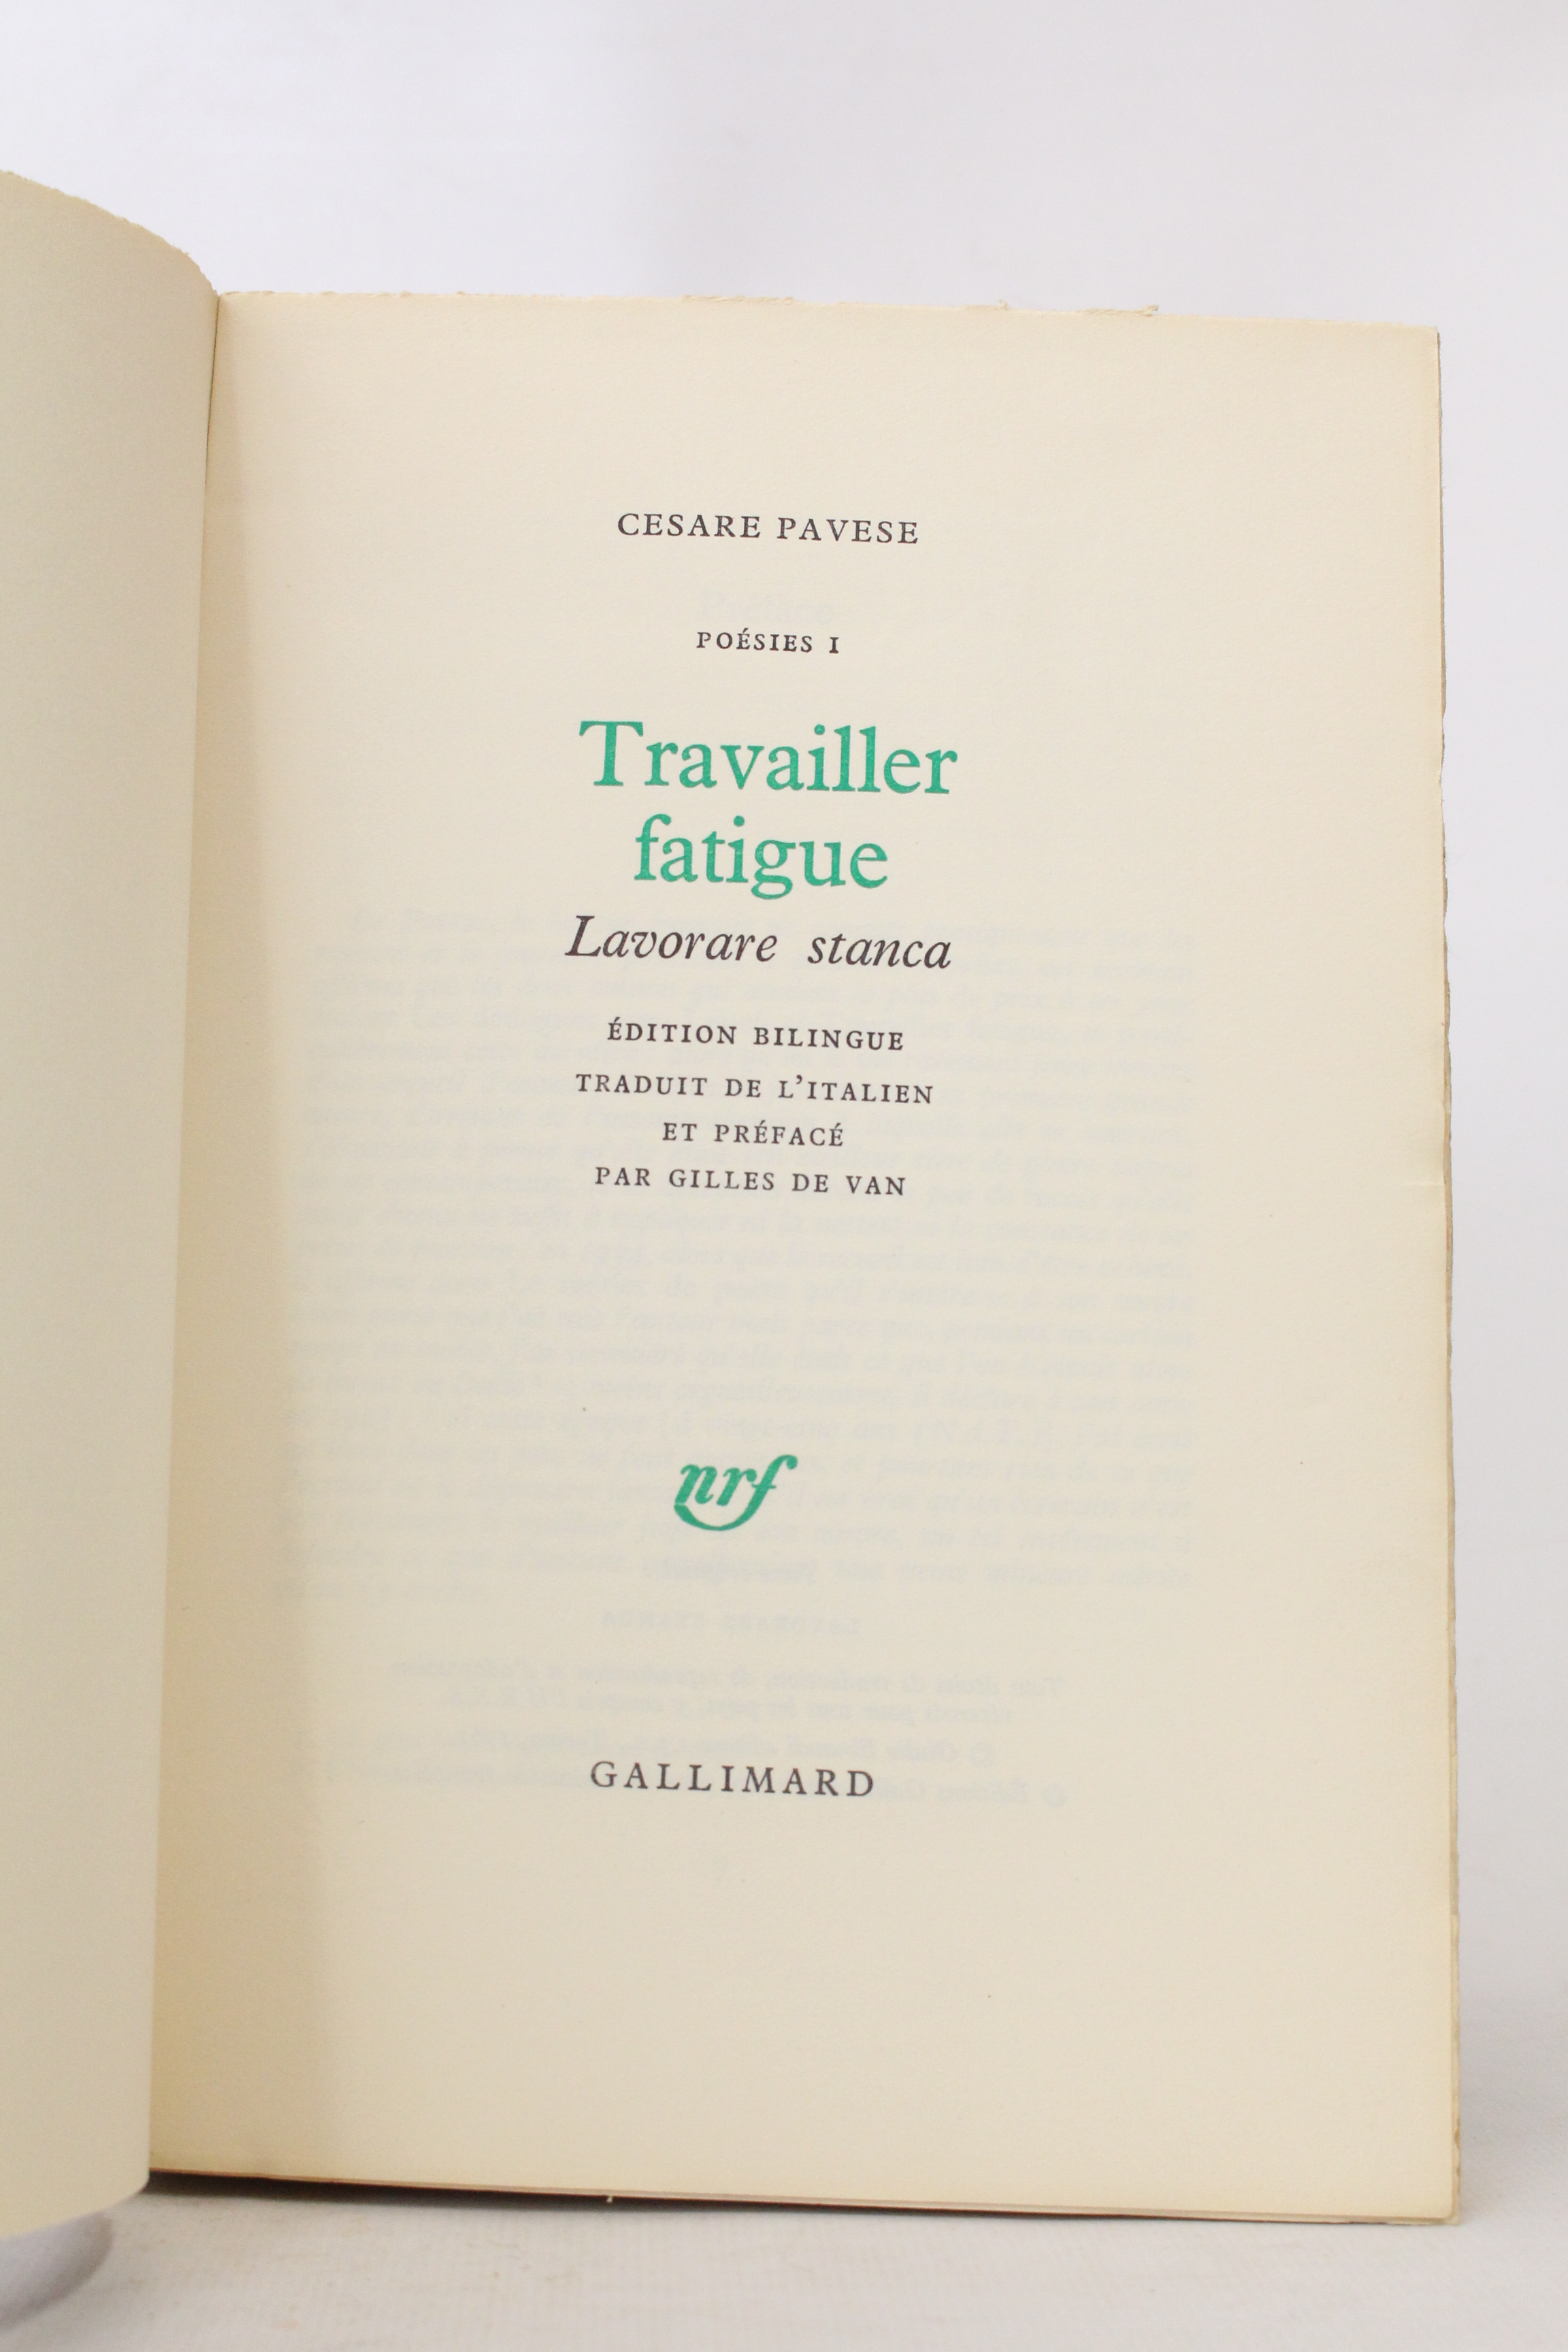 CESARE PAVESE
POÉSIES I
Travailler
fatigue
Lavorare stanca
ÉDITION BILINGUE
TRADUIT DE L'ITALIEN
ET PRÉFACÉ
PAR GILLES DE VAN
nrf
GALLIMARD